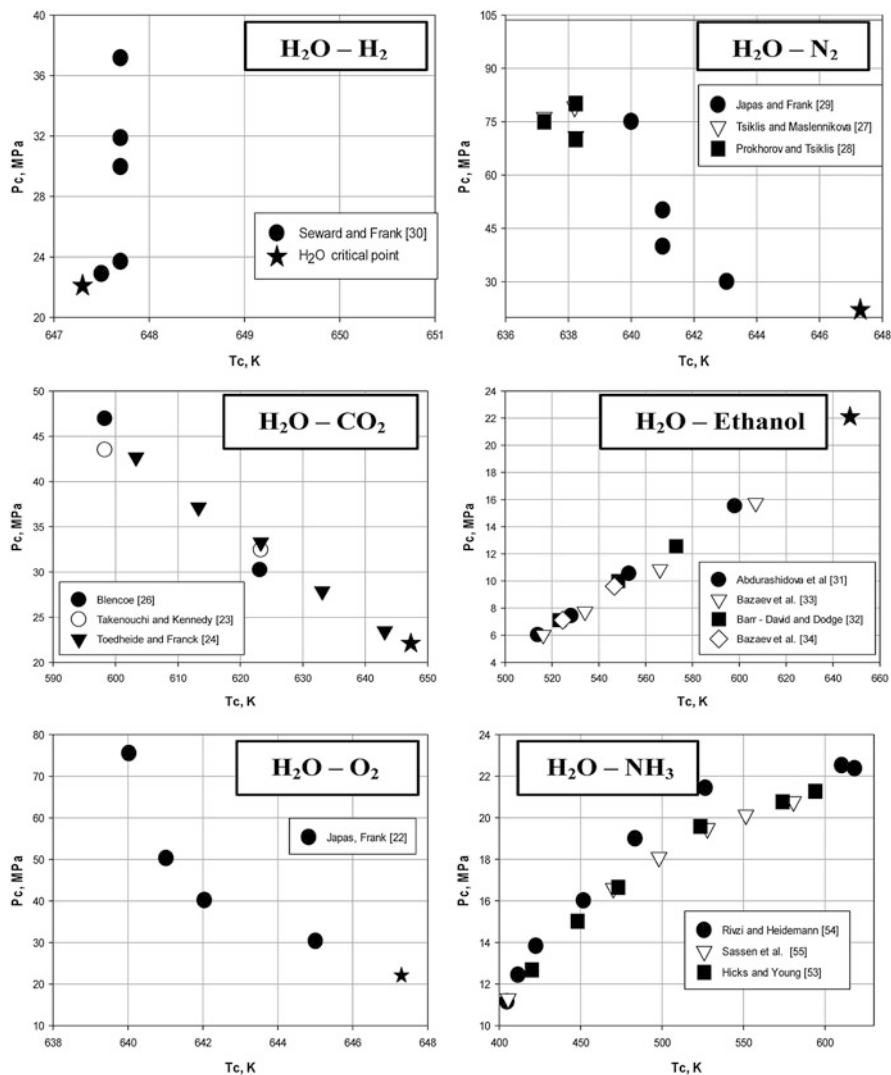 H₂O – H₂
Pc, MPa
40
36
32
28
24
20
Seward and Frank [30]
H₂O critical point
647 648 649 650 651
Tc, K
H₂O – N₂
Pc, MPa
105
90
75
60
45
30
Japas and Frank [29]
Tsiklis and Maslennikova [27]
Prokhorov and Tsiklis [28]
636 638 640 642 644 646 648
Tc, K
H₂O – CO₂
Pc, MPa
50
45
40
35
30
25
20
Blencoe [26]
Takenouchi and Kennedy [23]
Toedheide and Franck [24]
590 600 610 620 630 640 650
Tc, K
H₂O – Ethanol
Pc, MPa
24
22
20
18
16
14
12
10
8
6
4
Abdurashidova et al [31]
Bazaev et al. [33]
Barr - David and Dodge [32]
Bazaev et al. [34]
500 520 540 560 580 600 620 640 660
Tc, K
H₂O – O₂
Pc, MPa
80
70
60
50
40
30
20
10
Japas, Frank [22]
638 640 642 644 646 648
Tc, K
H₂O – NH₃
Pc, MPa
24
22
20
18
16
14
12
10
Rivzi and Heidemann [54]
Sassen et al. [55]
Hicks and Young [53]
400 450 500 550 600
Tc, K